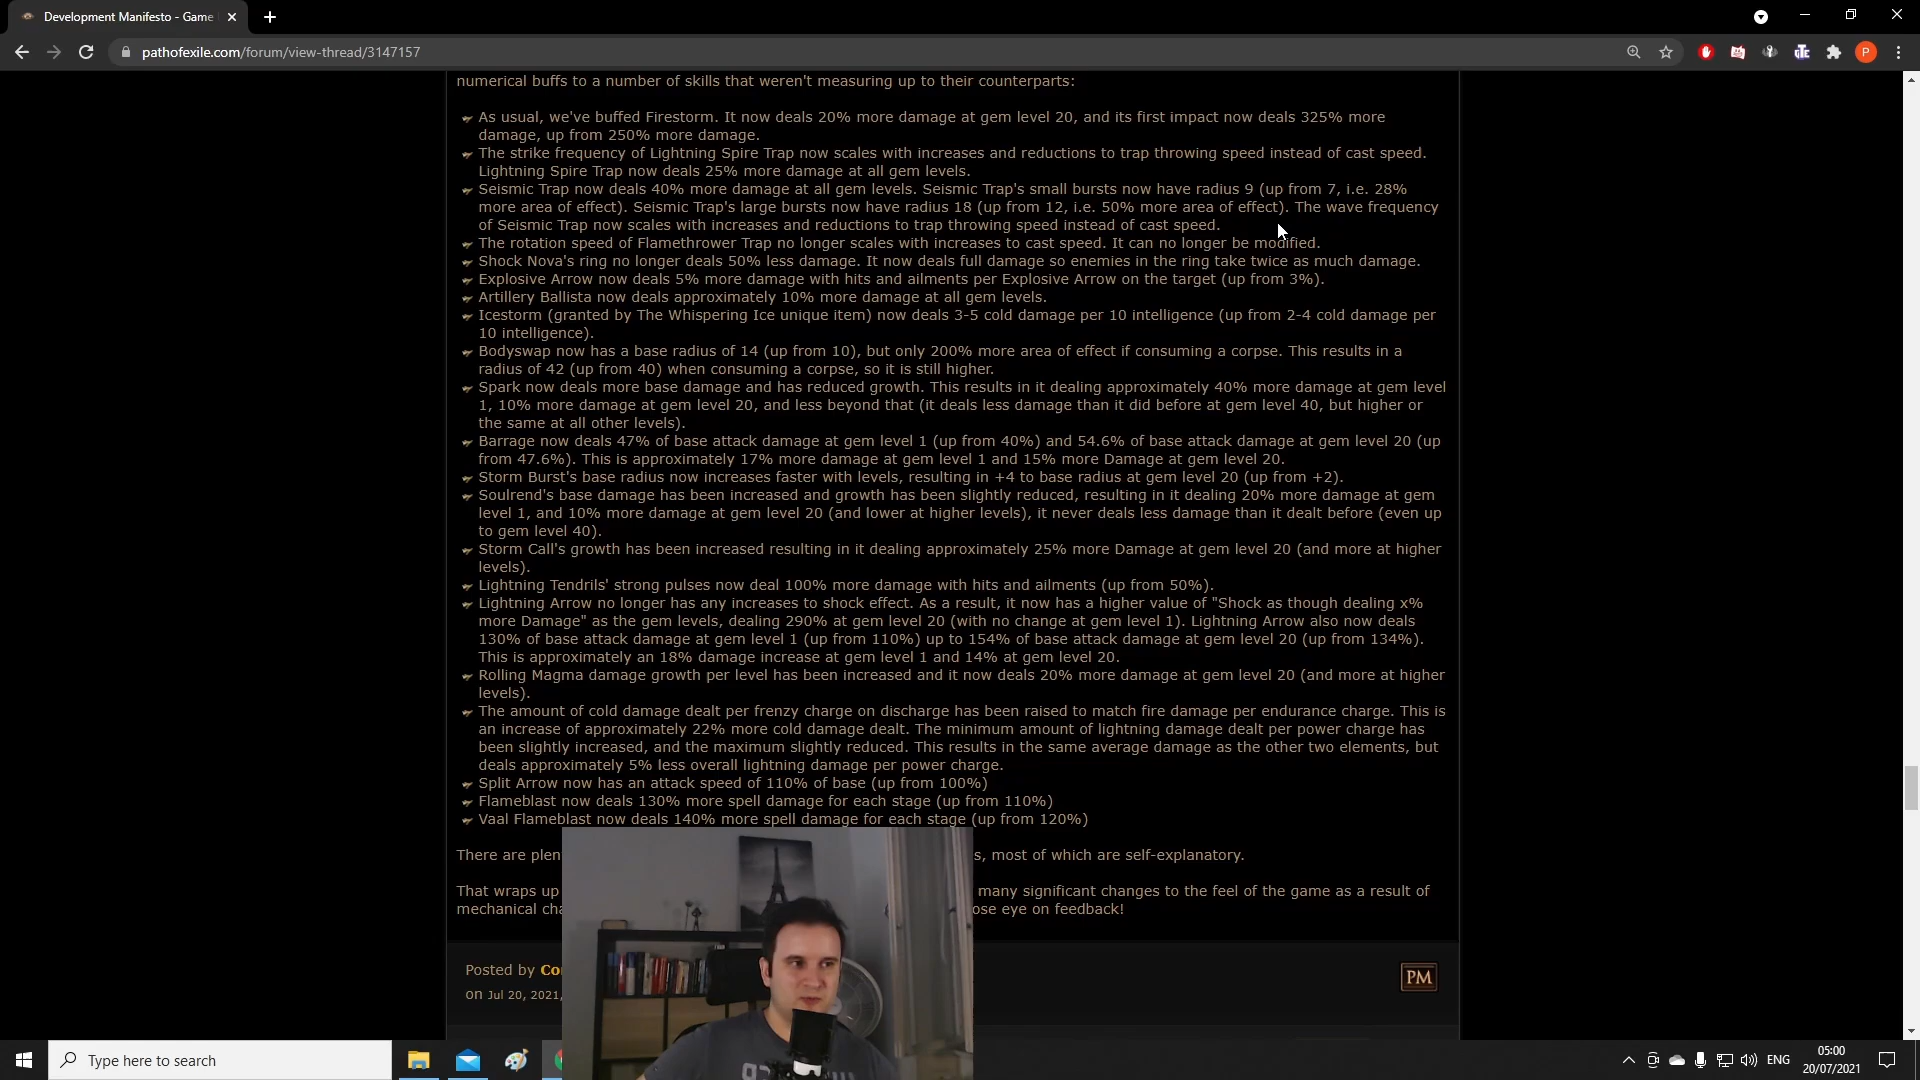 Development Manifesto - Game
pathofexile.com/forum/view-thread/3147157
P
numerical buffs to a number of skills that weren't measuring up to their counterparts:
As usual, we've buffed Firestorm. It now deals 20% more damage at gem level 20, and its first impact now deals 325% more
damage, up from 250% more damage.
The strike frequency of Lightning Spire Trap now scales with increases and reductions to trap throwing speed instead of cast speed.
Lightning Spire Trap now deals 25% more damage at all gem levels.
Seismic Trap now deals 40% more damage at all gem levels. Seismic Trap's small bursts now have radius 9 (up from 7, i.e. 28%
more area of effect). Seismic Trap's large bursts now have radius 18 (up from 12, i.e. 50% more area of effect). The wave frequency
of Seismic Trap now scales with increases and reductions to trap throwing speed instead of cast speed.
The rotation speed of Flamethrower Trap no longer scales with increases to cast speed. It can no longer be modified.
Shock Nova's ring no longer deals 50% less damage. It now deals full damage so enemies in the ring take twice as much damage.
Explosive Arrow now deals 5% more damage with hits and ailments per Explosive Arrow on the target (up from 3%).
Artillery Ballista now deals approximately 10% more damage at all gem levels.
Icestorm (granted by The Whispering Ice unique item) now deals 3-5 cold damage per 10 intelligence (up from 2-4 cold damage per
10 intelligence).
Bodyswap now has a base radius of 14 (up from 10), but only 200% more area of effect if consuming a corpse. This results in a
radius of 42 (up from 40) when consuming a corpse, so it is still higher.
Spark now deals more base damage and has reduced growth. This results in it dealing approximately 40% more damage at gem level
1, 10% more damage at gem level 20, and less beyond that (it deals less damage than it did before at gem level 40, but higher or
the same at all other levels).
Barrage now deals 47% of base attack damage at gem level 1 (up from 40%) and 54.6% of base attack damage at gem level 20 (up
from 47.6%). This is approximately 17% more damage at gem level 1 and 15% more Damage at gem level 20.
Storm Burst's base radius now increases faster with levels, resulting in +4 to base radius at gem level 20 (up from +2).
Soulrend's base damage has been increased and growth has been slightly reduced, resulting in it dealing 20% more damage at gem
level 1, and 10% more damage at gem level 20 (and lower at higher levels), it never deals less damage than it dealt before (even up
to gem level 40).
Storm Call's growth has been increased resulting in it dealing approximately 25% more Damage at gem level 20 (and more at higher
levels).
Lightning Tendrils' strong pulses now deal 100% more damage with hits and ailments (up from 50%).
Lightning Arrow no longer has any increases to shock effect. As a result, it now has a higher value of "Shock as though dealing x%
more Damage" as the gem levels, dealing 290% at gem level 20 (with no change at gem level 1). Lightning Arrow also now deals
130% of base attack damage at gem level 1 (up from 110%) up to 154% of base attack damage at gem level 20 (up from 134%).
This is approximately an 18% damage increase at gem level 1 and 14% at gem level 20.
Rolling Magma damage growth per level has been increased and it now deals 20% more damage at gem level 20 (and more at higher
levels).
The amount of cold damage dealt per frenzy charge on discharge has been raised to match fire damage per endurance charge. This is
an increase of approximately 22% more cold damage dealt. The minimum amount of lightning damage dealt per power charge has
been slightly increased, and the maximum slightly reduced. This results in the same average damage as the other two elements, but
deals approximately 5% less overall lightning damage per power charge.
Split Arrow now has an attack speed of 110% of base (up from 100%)
Flameblast now deals 130% more spell damage for each stage (up from 110%)
Vaal Flameblast now deals 140% more spell damage for each stage (up from 120%)
There are plen s, most of which are self-explanatory.
That wraps up many significant changes to the feel of the game as a result of
mechanical cha ose eye on feedback!
Posted by Co
on Jul 20, 2021,
PM
Type here to search
ENG
05:00
20/07/2021